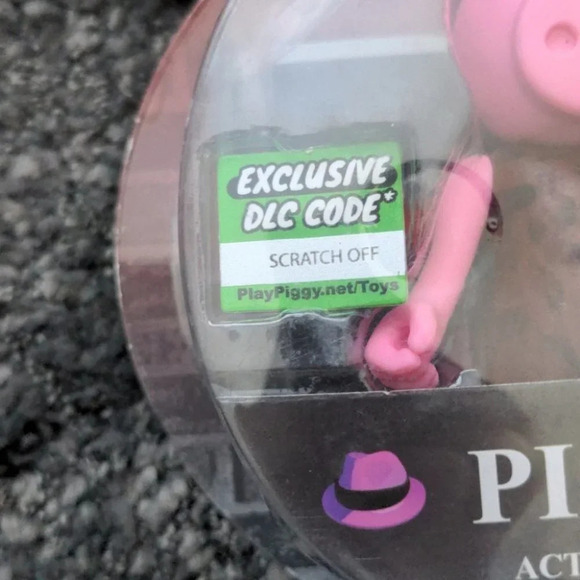 EXCLUSIVE
DLC CODE*
SCRATCH OFF
PlayPiggy.net/Toys
PI
ACT